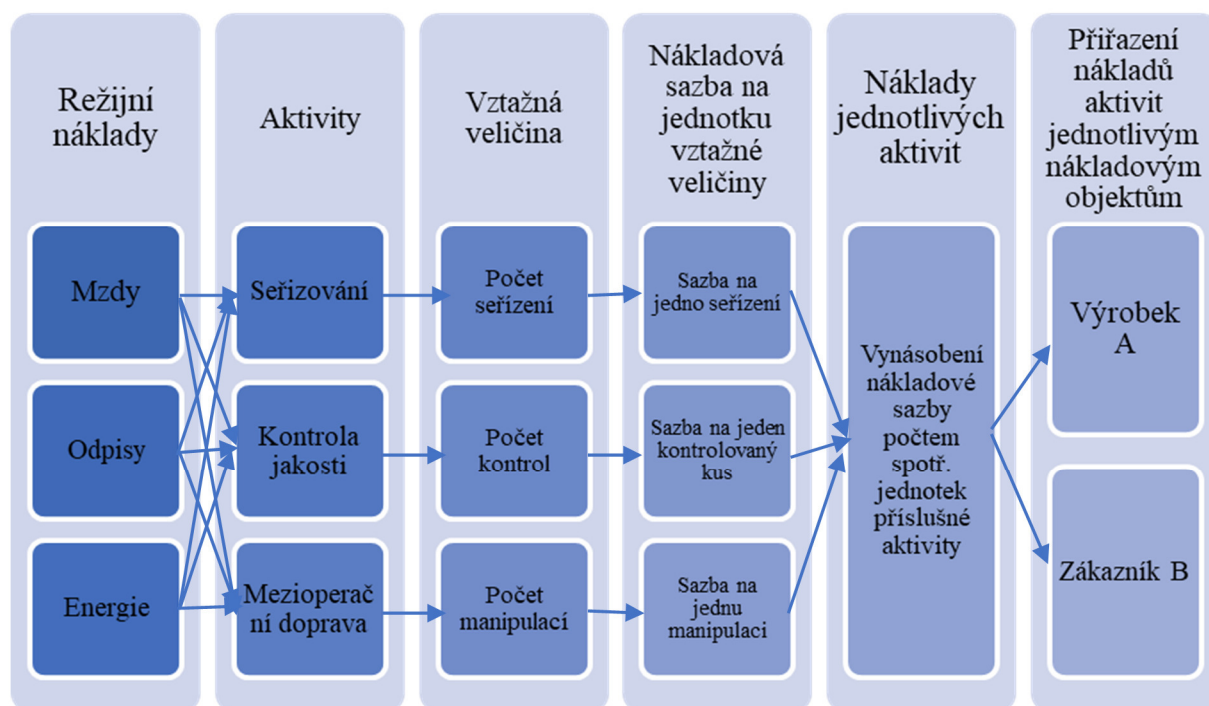 Režijní
náklady
Mzdy
Odpisy
Energie
Aktivity
Seřizování
Kontrola
jakosti
Mezioperač
ní doprava
Vztažná
veličina
Počet
seřízení
Počet
kontrol
Počet
manipulací
Nákladová
sazba na
jednotku
vztažné
veličiny
Sazba na
jedno seřízení
Sazba na jeden
kontrolovaný
kus
Sazba na
jednu
manipulaci
Náklady
jednotlivých
aktivit
Vynásobení
nákladové
sazby
počtem
spotř.
jednotek
příslušné
aktivity
Přiřazení
nákladů
aktivit
jednotlivým
nákladovým
objektům
Výrobek
A
Zákazník B